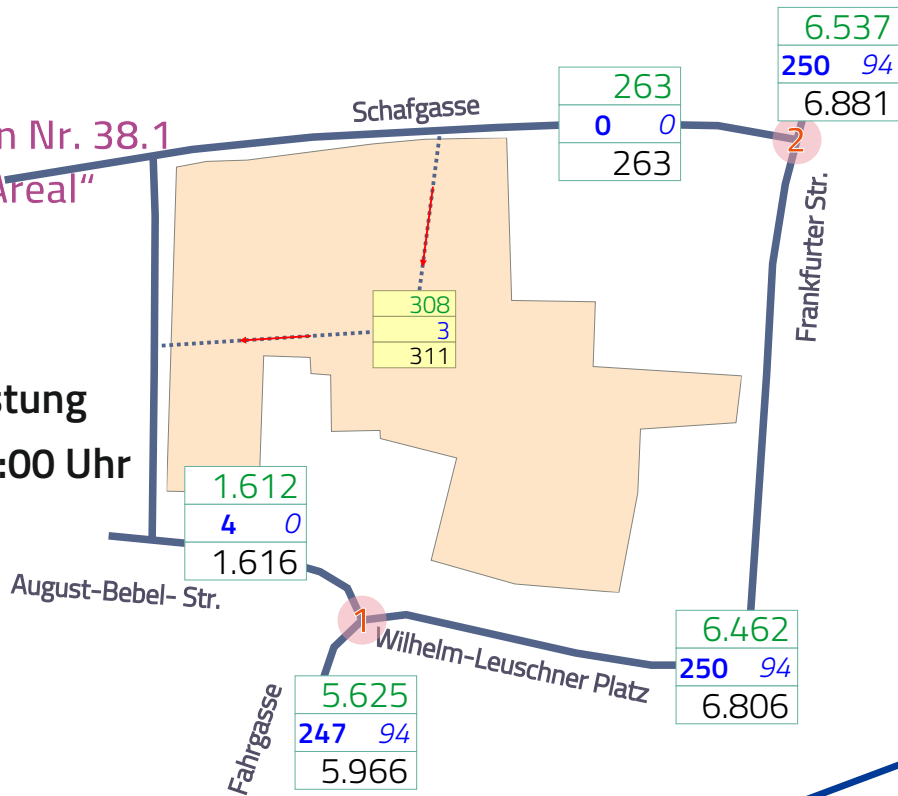 6.537
250 94
6.881
263
0 0
263
Schafgasse
n Nr. 38.1
Areal“
2
Frankfurter Str.
308
3
311
stung
:00 Uhr
1.612
4 0
1.616
August-Bebel- Str.
1
Wilhelm-Leuschner Platz
6.462
250 94
6.806
Fahrgasse
5.625
247 94
5.966